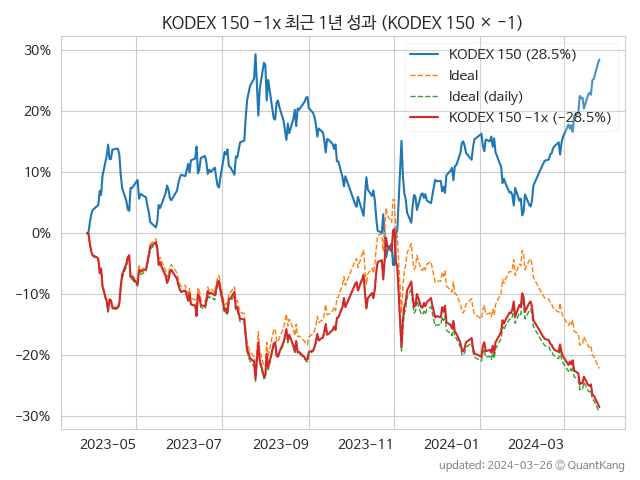 KODEX 150 −1x 최근 1년 성과 (KODEX 150 × −1)
KODEX 150 (28.5%)
Ideal
Ideal (daily)
KODEX 150 −1x (−28.5%)
30%
20%
10%
0%
−10%
−20%
−30%
2023-05
2023-07
2023-09
2023-11
2024-01
2024-03
updated: 2024-03-26 © QuantKang